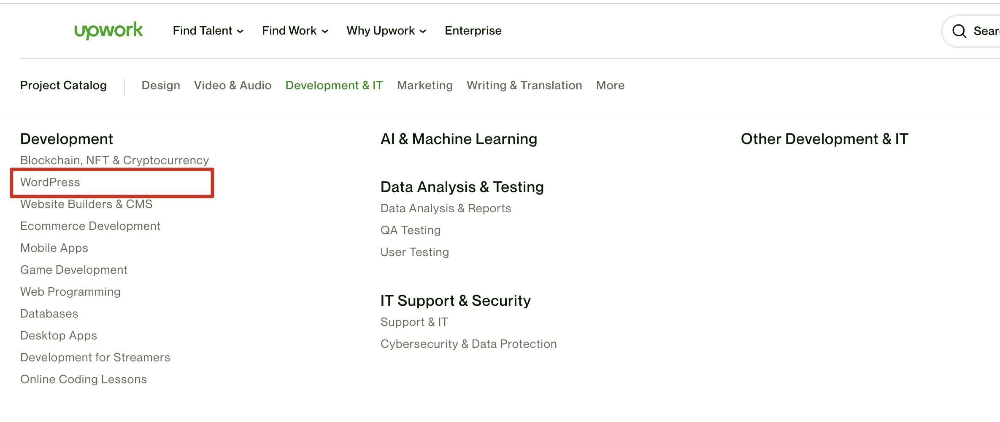 upwork Find Talent Find Work Why Upwork Enterprise
Project Catalog Design Video & Audio Development & IT Marketing Writing & Translation More
Development
Blockchain, NFT & Cryptocurrency
WordPress
Website Builders & CMS
Ecommerce Development
Mobile Apps
Game Development
Web Programming
Databases
Desktop Apps
Development for Streamers
Online Coding Lessons
AI & Machine Learning
Data Analysis & Testing
Data Analysis & Reports
QA Testing
User Testing
IT Support & Security
Support & IT
Cybersecurity & Data Protection
Other Development & IT